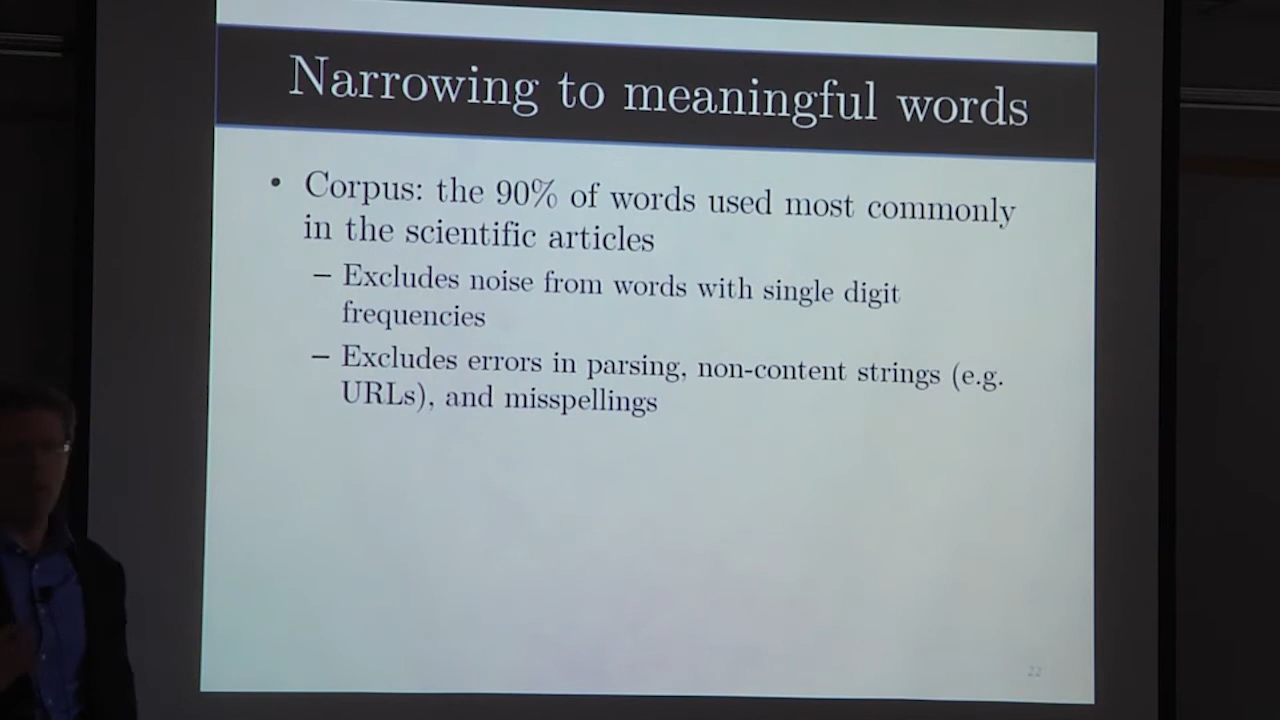 Narrowing to meaningful words
• Corpus: the 90% of words used most commonly
in the scientific articles
– Excludes noise from words with single digit
frequencies
– Excludes errors in parsing, non-content strings (e.g.
URLs), and misspellings
22